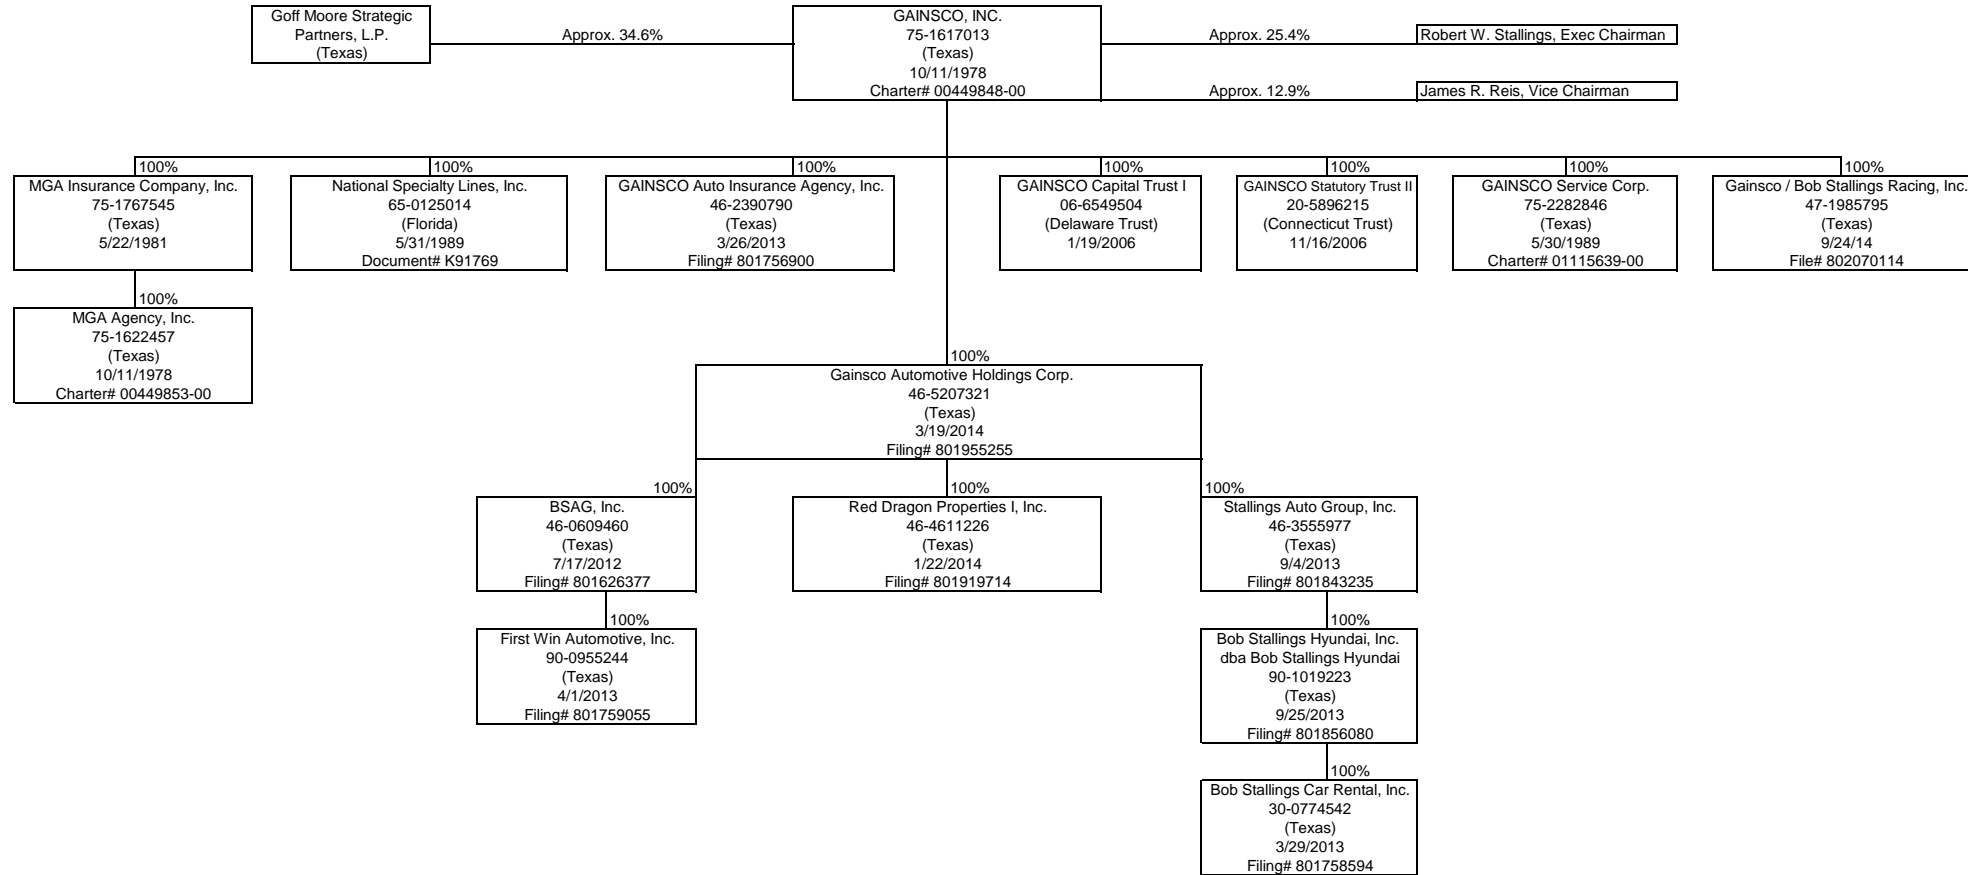 Goff Moore Strategic
Partners, L.P.
(Texas)
Approx. 34.6%
GAINSCO, INC.
75-1617013
(Texas)
10/11/1978
Charter# 00449848-00
Approx. 25.4%
Robert W. Stallings, Exec Chairman
Approx. 12.9%
James R. Reis, Vice Chairman
100%
MGA Insurance Company, Inc.
75-1767545
(Texas)
5/22/1981
100%
National Specialty Lines, Inc.
65-0125014
(Florida)
5/31/1989
Document# K91769
100%
GAINSCO Auto Insurance Agency, Inc.
46-2390790
(Texas)
3/26/2013
Filing# 801756900
100%
GAINSCO Capital Trust I
06-6549504
(Delaware Trust)
1/19/2006
100%
GAINSCO Statutory Trust II
20-5896215
(Connecticut Trust)
11/16/2006
100%
GAINSCO Service Corp.
75-2282846
(Texas)
5/30/1989
Charter# 01115639-00
100%
Gainsco / Bob Stallings Racing, Inc.
47-1985795
(Texas)
9/24/14
File# 802070114
100%
MGA Agency, Inc.
75-1622457
(Texas)
10/11/1978
Charter# 00449853-00
100%
Gainsco Automotive Holdings Corp.
46-5207321
(Texas)
3/19/2014
Filing# 801955255
100%
BSAG, Inc.
46-0609460
(Texas)
7/17/2012
Filing# 801626377
100%
Red Dragon Properties I, Inc.
46-4611226
(Texas)
1/22/2014
Filing# 801919714
100%
Stallings Auto Group, Inc.
46-3555977
(Texas)
9/4/2013
Filing# 801843235
100%
First Win Automotive, Inc.
90-0955244
(Texas)
4/1/2013
Filing# 801759055
100%
Bob Stallings Hyundai, Inc.
dba Bob Stallings Hyundai
90-1019223
(Texas)
9/25/2013
Filing# 801856080
100%
Bob Stallings Car Rental, Inc.
30-0774542
(Texas)
3/29/2013
Filing# 801758594